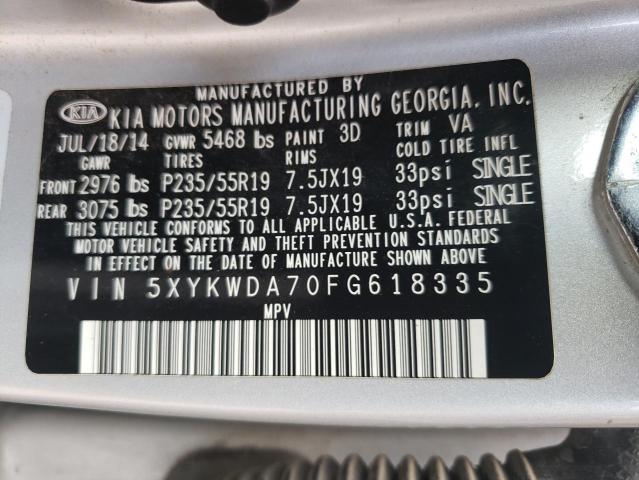 MANUFACTURED BY
KIA KIA MOTORS MANUFACTURING GEORGIA, INC.
JUL/18/14 GVWR 5468 lbs PAINT 3D TRIM VA
GAWR TIRES RIMS COLD TIRE INFL
FRONT 2976 lbs P235/55R19 7.5JX19 33psi SINGLE
REAR 3075 lbs P235/55R19 7.5JX19 33psi SINGLE
THIS VEHICLE CONFORMS TO ALL APPLICABLE U.S.A. FEDERAL
MOTOR VEHICLE SAFETY AND THEFT PREVENTION STANDARDS
IN EFFECT ON THE DATE OF MANUFACTURE SHOWN ABOVE.
VIN 5XYKWDA70FG618335
MPV